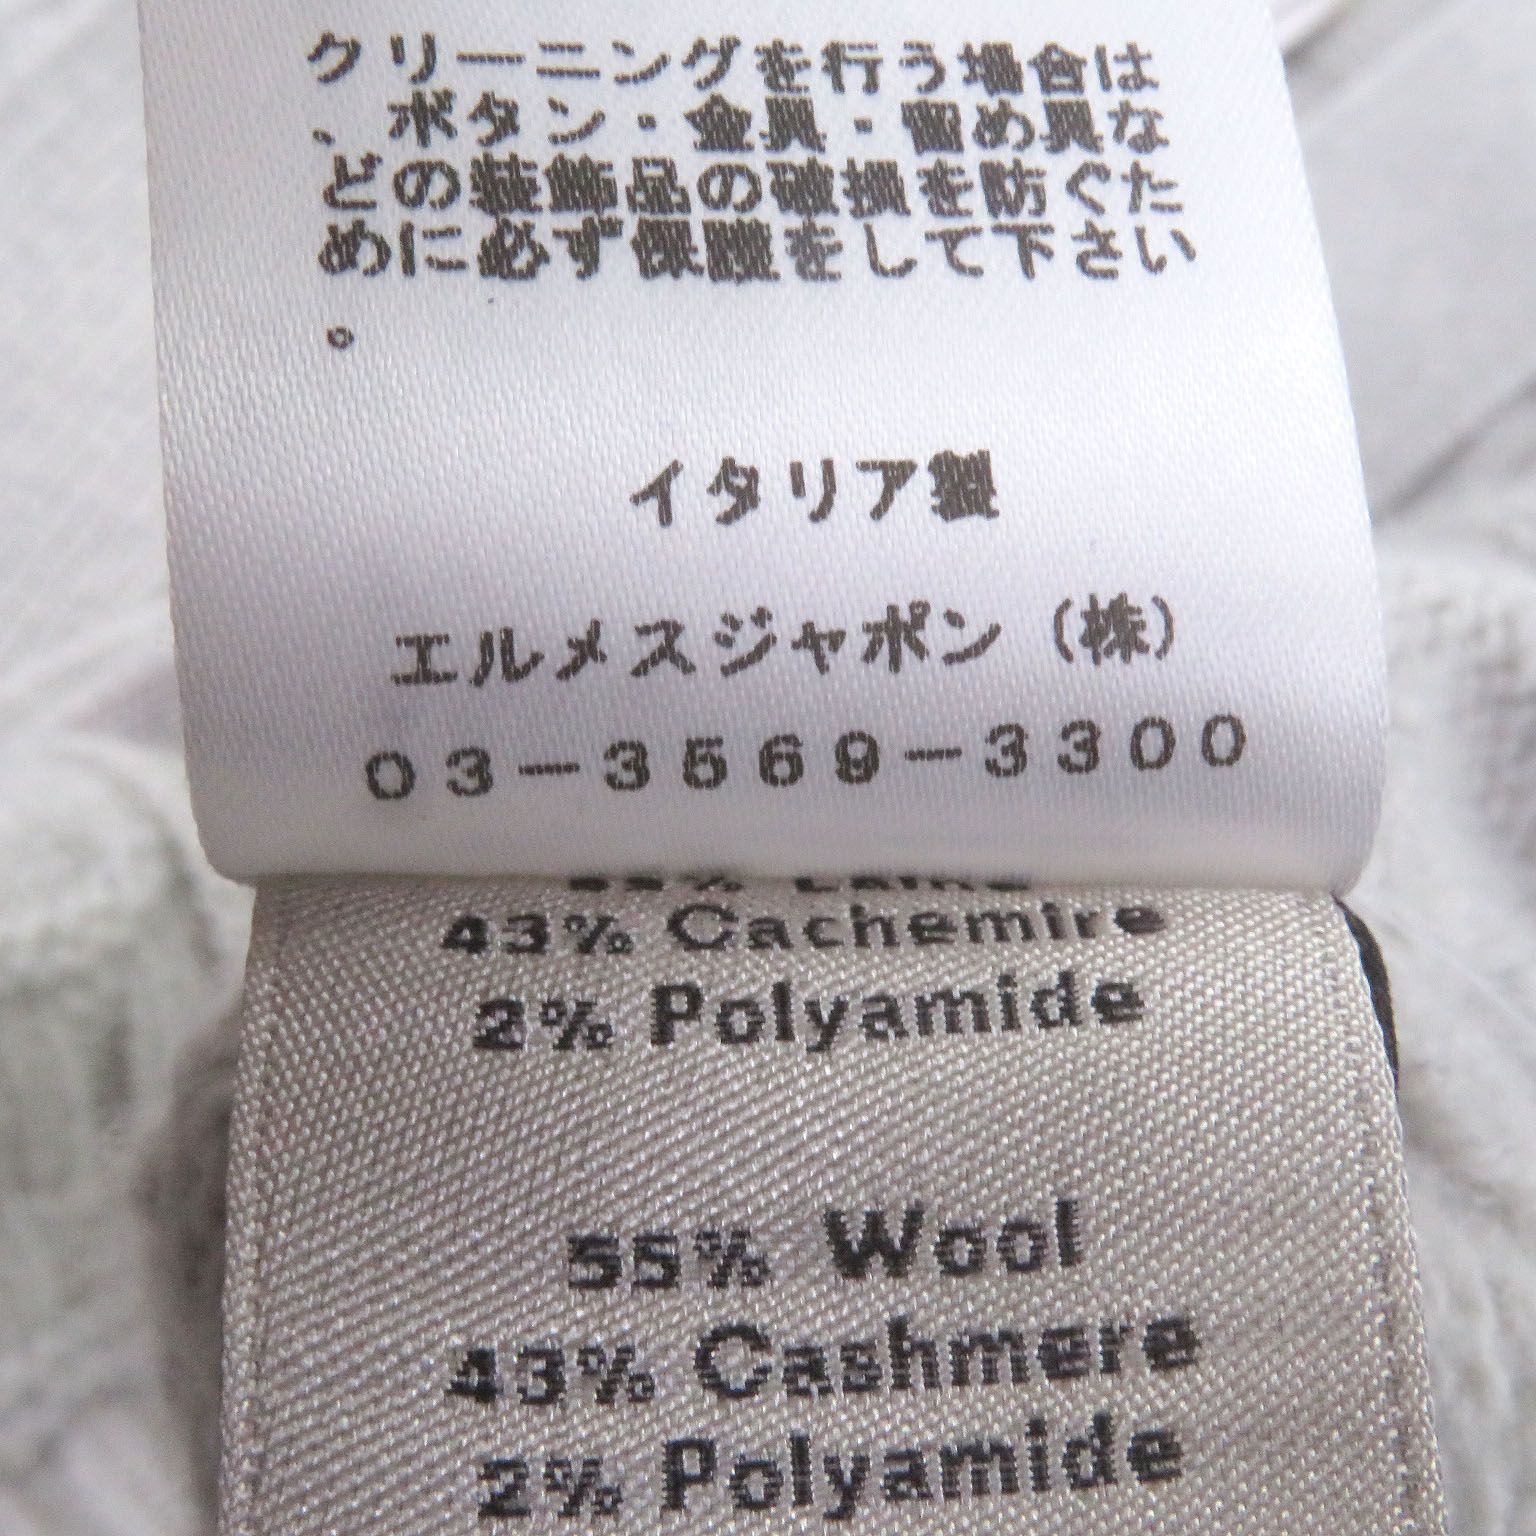 クリーニングを行う場合は
、ボタン・金具・留め具な
どの装飾品の破損を防ぐた
めに必ず保護をして下さい
。
イタリア製
エルメスジャポン（株）
03-3569-3300
55% Laine
43% Cachemire
2% Polyamide
55% Wool
43% Cashmere
2% Polyamide